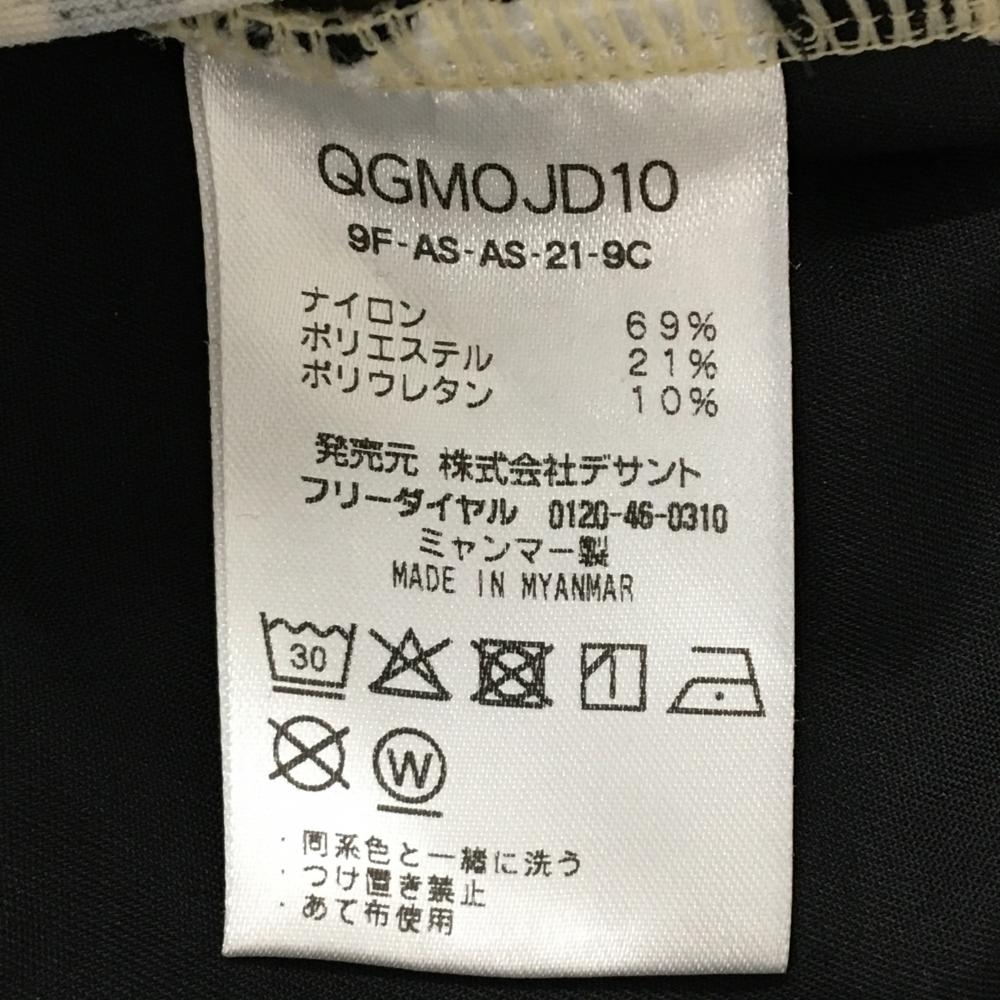 QGMOJD10
9F-AS-AS-21-9C
ナイロン 69%
ポリエステル 21%
ポリウレタン 10%
発売元 株式会社デサント
フリーダイヤル 0120-46-0310
ミャンマー製
MADE IN MYANMAR
30
W
・同系色と一緒に洗う
・つけ置き禁止
・あて布使用